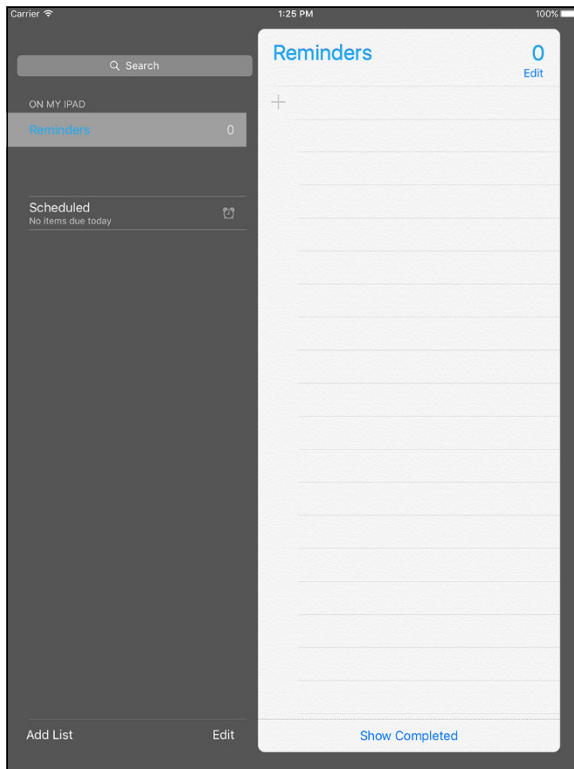 Carrier 1:25 PM 100%
Search
ON MY IPAD
Reminders 0
Scheduled
No items due today
Add List Edit
Reminders 0
Edit
Show Completed